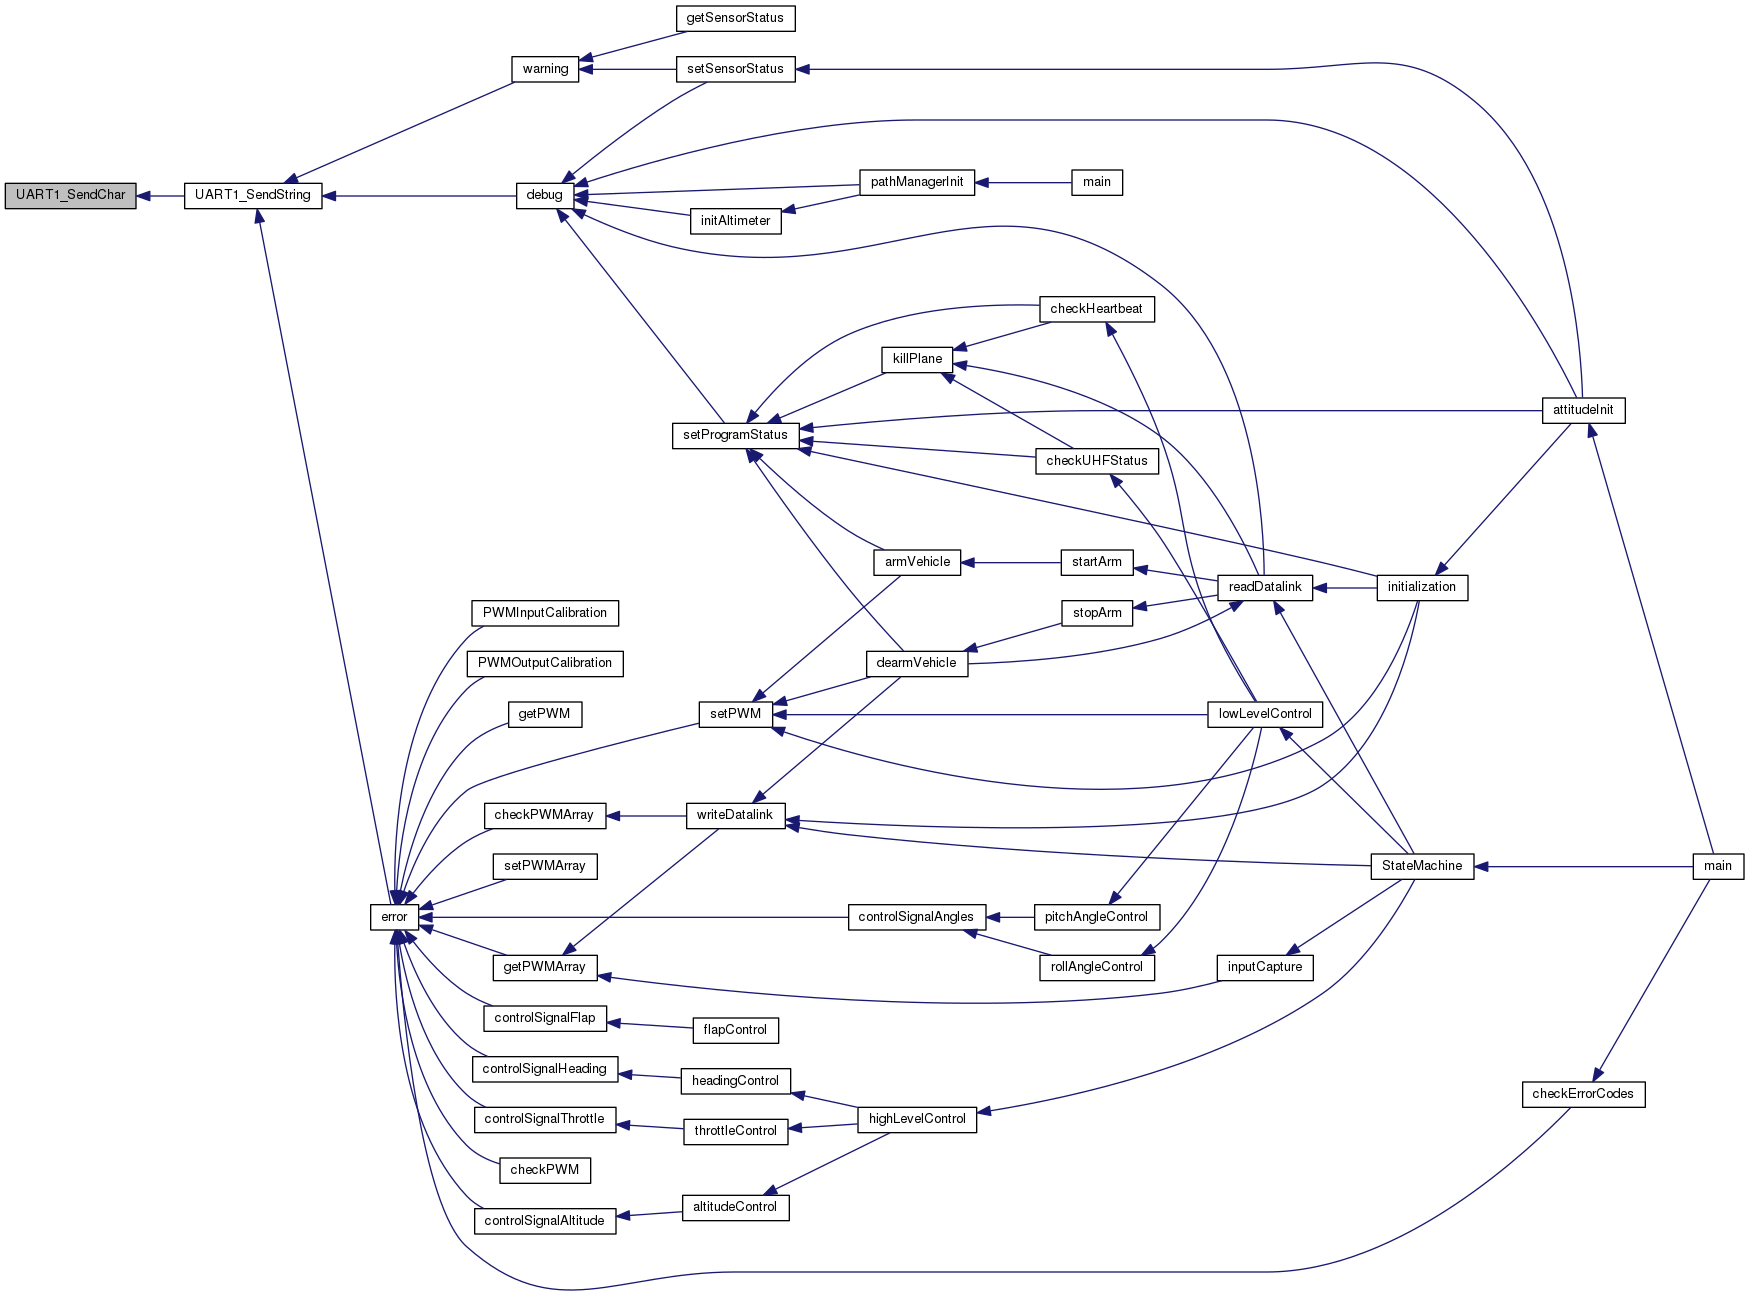 getSensorStatus
warning
setSensorStatus
UART1_SendChar
UART1_SendString
debug
pathManagerInit
main
initAltimeter
checkHeartbeat
killPlane
attitudeInit
setProgramStatus
checkUHFStatus
armVehicle
startArm
readDatalink
initialization
PWMInputCalibration
stopArm
PWMOutputCalibration
dearmVehicle
getPWM
setPWM
lowLevelControl
checkPWMArray
writeDatalink
setPWMArray
StateMachine
main
error
controlSignalAngles
pitchAngleControl
getPWMArray
rollAngleControl
inputCapture
controlSignalFlap
flapControl
controlSignalHeading
headingControl
checkErrorCodes
controlSignalThrottle
throttleControl
highLevelControl
checkPWM
altitudeControl
controlSignalAltitude